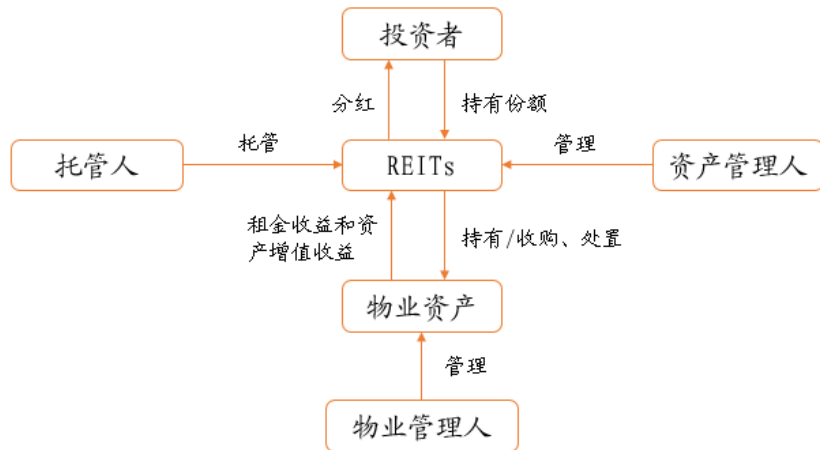 投资者
分红
持有份额
托管人
托管
REITs
管理
资产管理人
租金收益和资
产增值收益
持有/收购、处置
物业资产
管理
物业管理人